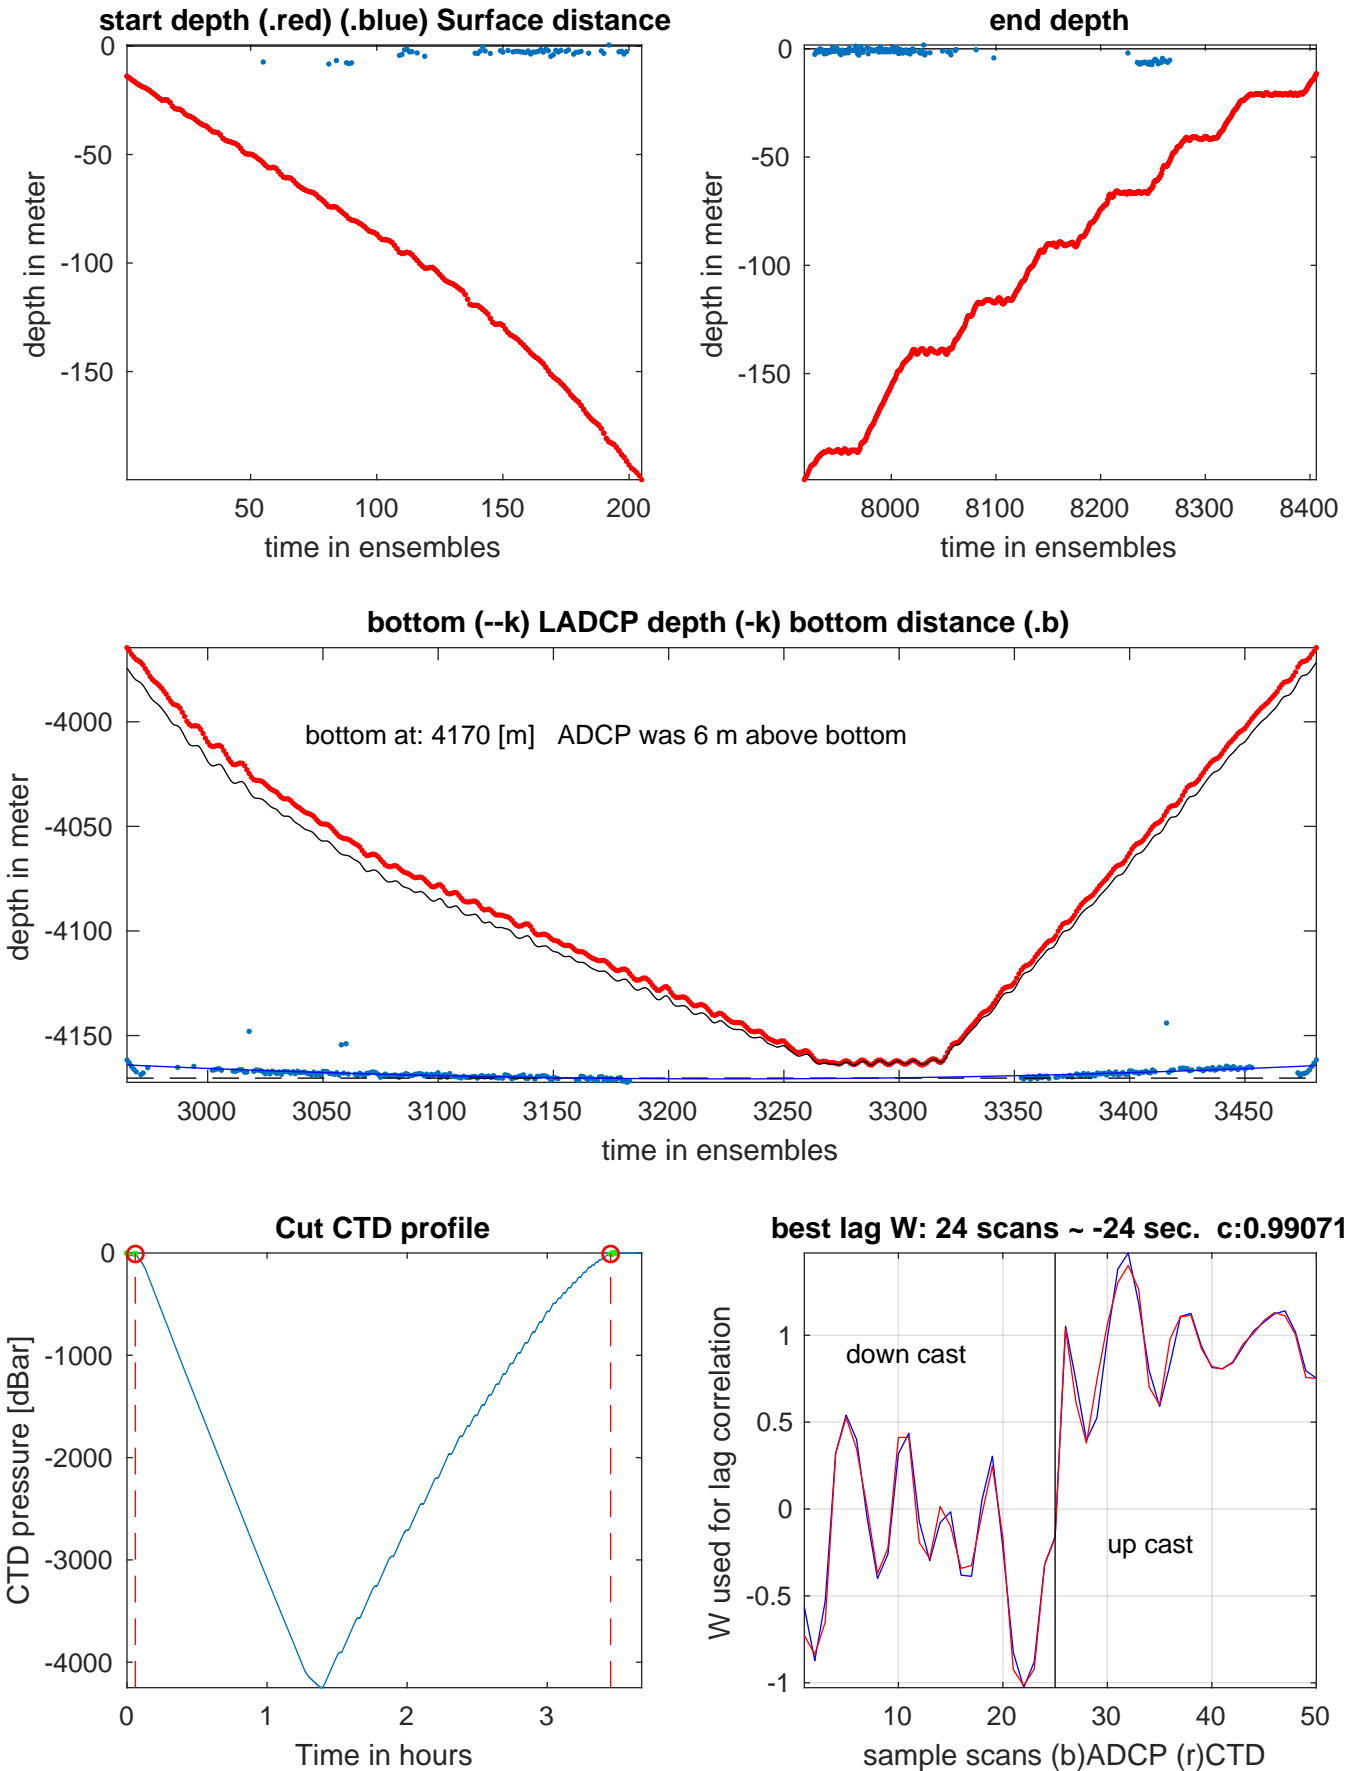 start depth (.red) (.blue) Surface distance
0
-50
-100
-150
depth in meter
50
100
150
200
time in ensembles
end depth
0
-50
-100
-150
depth in meter
8000
8100
8200
8300
8400
time in ensembles
bottom (--k) LADCP depth (-k) bottom distance (.b)
bottom at: 4170 [m] ADCP was 6 m above bottom
-4000
-4050
-4100
-4150
depth in meter
3000
3050
3100
3150
3200
3250
3300
3350
3400
3450
time in ensembles
Cut CTD profile
0
-1000
-2000
-3000
-4000
CTD pressure [dBar]
0
1
2
3
Time in hours
best lag W: 24 scans ~ -24 sec. c:0.99071
down cast
up cast
1
0.5
0
-0.5
-1
W used for lag correlation
10
20
30
40
50
sample scans (b)ADCP (r)CTD